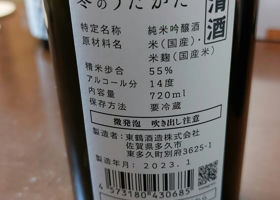 冬のうたかた
清酒
特定名称 純米吟醸酒
原材料名 米(国産)、
米麹(国産米)
精米歩合 55%
アルコール分 14度
内容量 720ml
保存方法 要冷蔵
微発泡 吹き出し注意
製造者:東鶴酒造株式会社
佐賀県多久市
東多久町別府3625-1
製造年月:2023.1
4573180430685